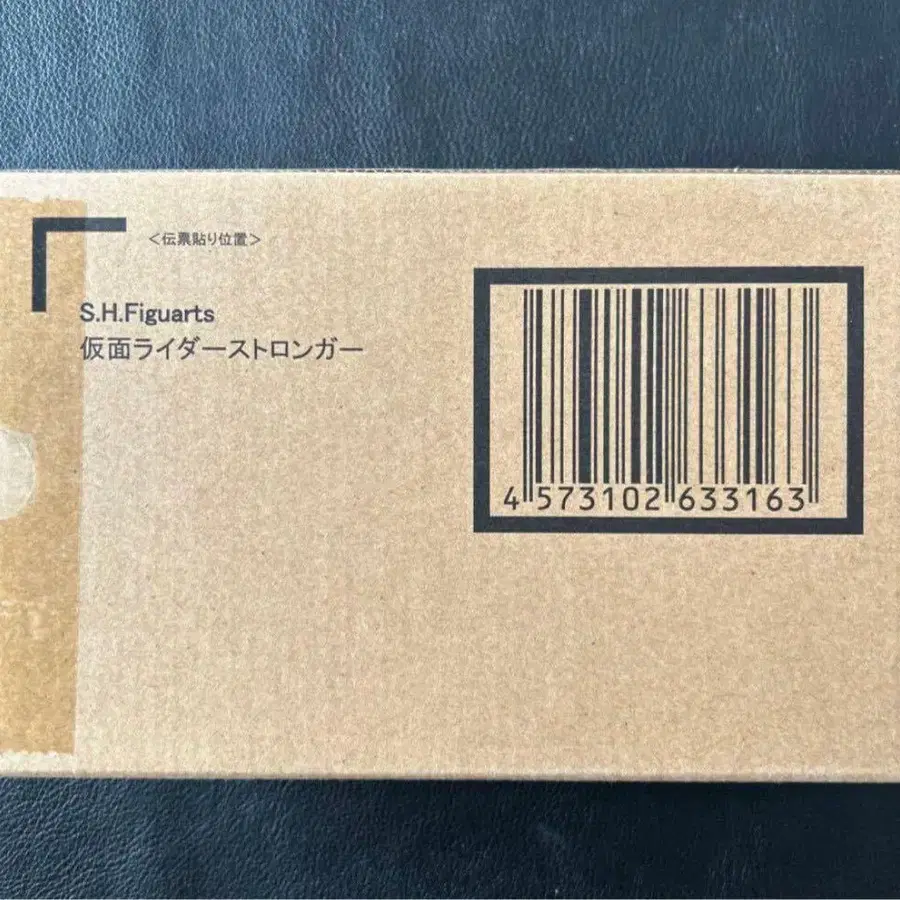 ＜伝票貼り位置＞
S.H.Figuarts
仮面ライダーストロンガー
4 573102 633163